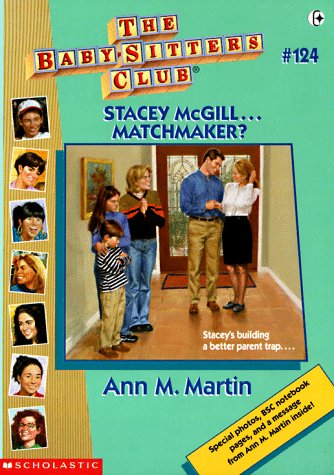 THE
BABY-SITTERS
CLUB®
#124
STACEY McGILL...
MATCHMAKER?
Stacey's building
a better parent trap....
Ann M. Martin
Special photos, BSC notebook
pages, and a message
from Ann M. Martin inside!
SCHOLASTIC